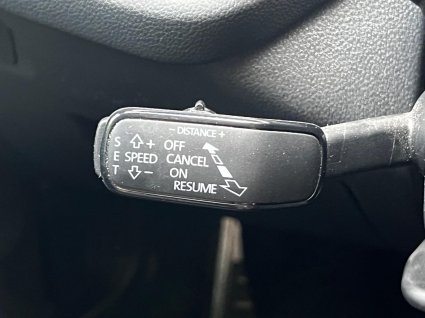 - DISTANCE +
S + OFF
E SPEED CANCEL
T - ON
RESUME